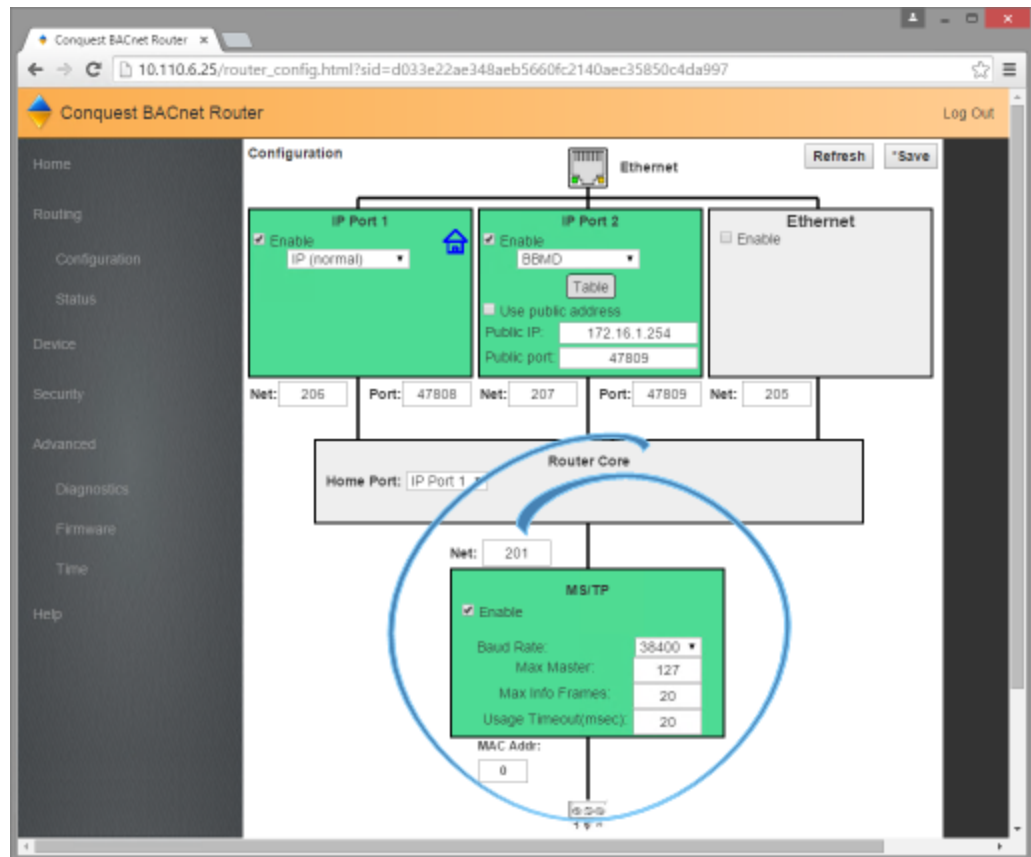 Conquest BACnet Router
10.110.6.25/router_config.html?sid=d033e22ae348aeb5660fc2140aec35850c4da997
Conquest BACnet Router
Log Out
Home
Routing
Configuration
Status
Device
Security
Advanced
Diagnostics
Firmware
Time
Help
Configuration
Ethernet
Refresh
*Save
IP Port 1
Enable
IP (normal)
IP Port 2
Enable
BBMD
Table
Use public address
Public IP: 172.16.1.254
Public port: 47809
Ethernet
Enable
Net: 206 Port: 47808 Net: 207 Port: 47809 Net: 205
Router Core
Home Port: IP Port 1
Net: 201
MS/TP
Enable
Baud Rate: 38400
Max Master: 127
Max Info Frames: 20
Usage Timeout(msec): 20
MAC Addr:
0